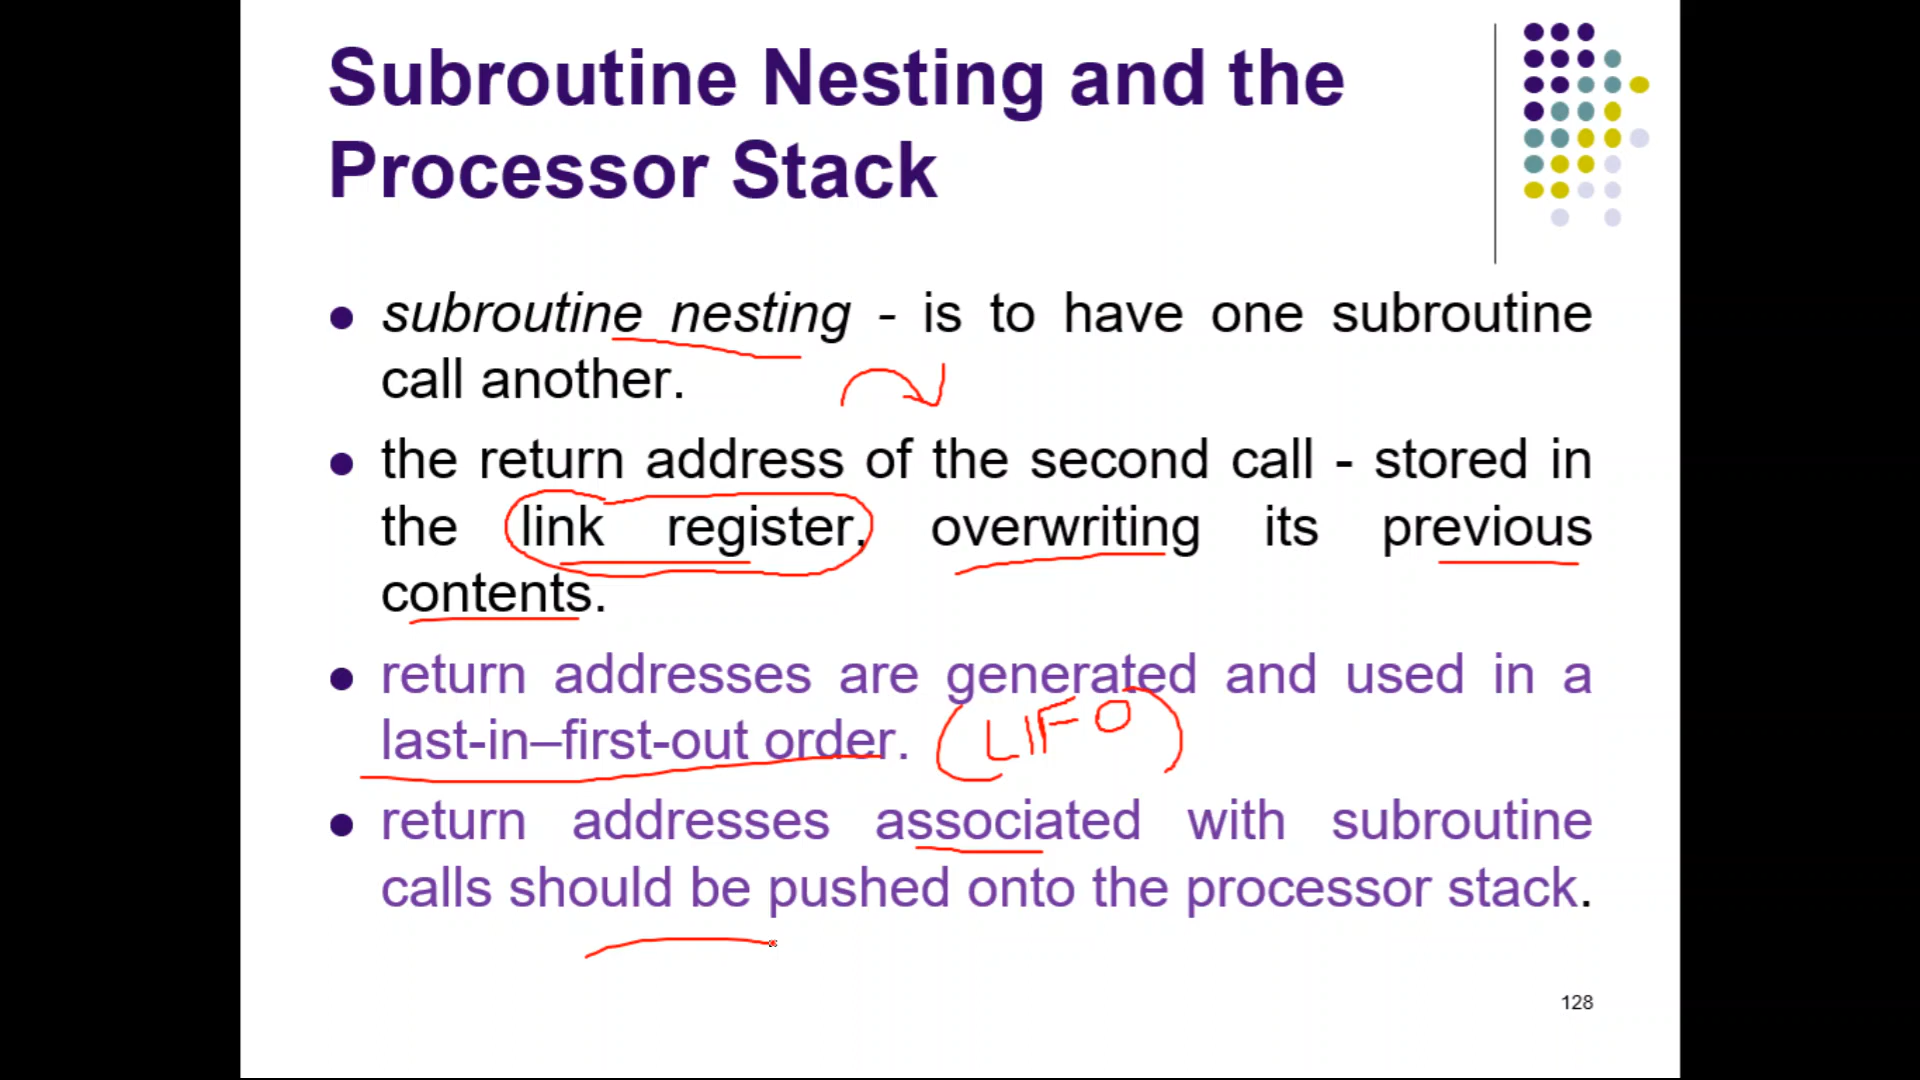 Subroutine Nesting and the
Processor Stack
subroutine nesting - is to have one subroutine
call another.
the return address of the second call - stored in
the link register, overwriting its previous
contents.
return addresses are generated and used in a
last-in–first-out order. (LIFO)
return addresses associated with subroutine
calls should be pushed onto the processor stack.
128